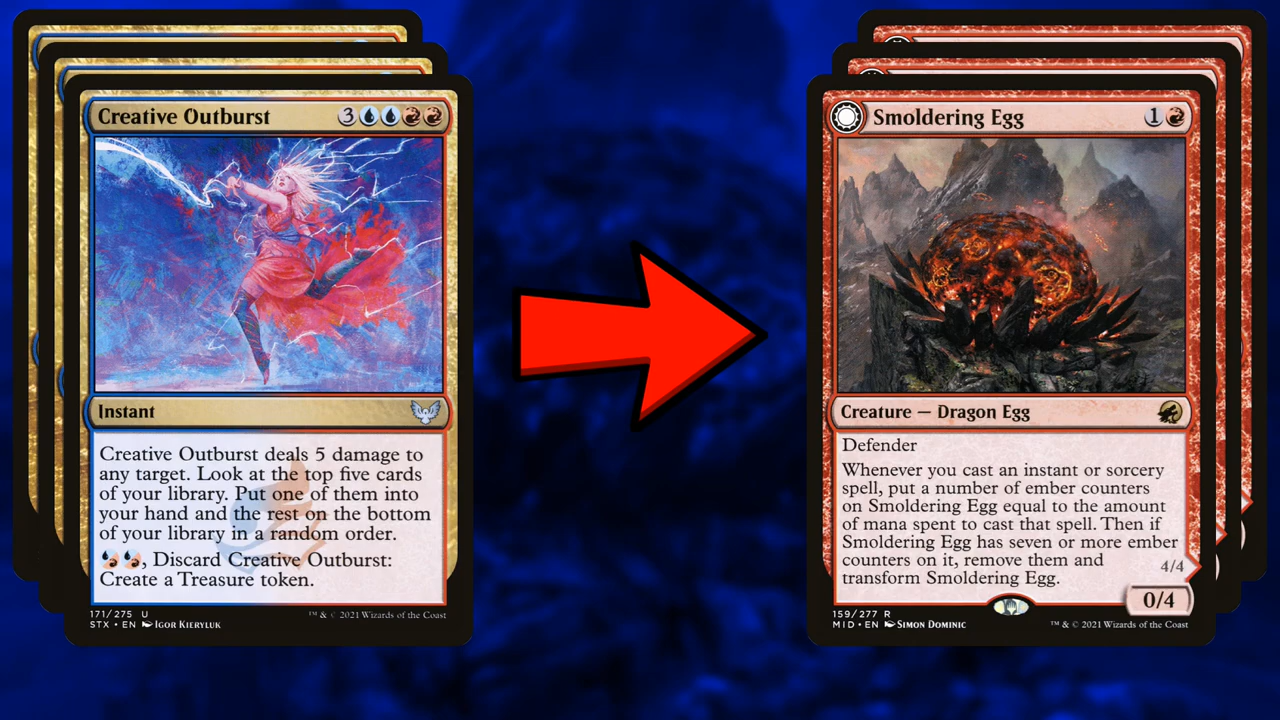 Creative Outburst 3
Instant
Creative Outburst deals 5 damage to
any target. Look at the top five cards
of your library. Put one of them into
your hand and the rest on the bottom
of your library in a random order.
, Discard Creative Outburst:
Create a Treasure token.
171/275 U
STX • EN Igor Kieryluk
™ & © 2021 Wizards of the Coast
Smoldering Egg 1
Creature — Dragon Egg
Defender
Whenever you cast an instant or sorcery
spell, put a number of ember counters
on Smoldering Egg equal to the amount
of mana spent to cast that spell. Then if
Smoldering Egg has seven or more ember
counters on it, remove them and
transform Smoldering Egg.
4/4
0/4
159/277 R
MID • EN Simon Dominic
™ & © 2021 Wizards of the Coast